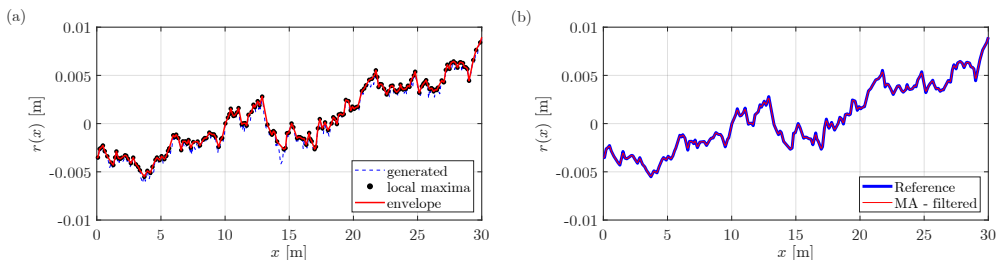 (a)
0.01
0.005
0
-0.005
-0.01
r(x) [m]
0 5 10 15 20 25 30
x [m]
generated
local maxima
envelope
(b)
0.01
0.005
0
-0.005
-0.01
r(x) [m]
0 5 10 15 20 25 30
x [m]
Reference
MA - filtered